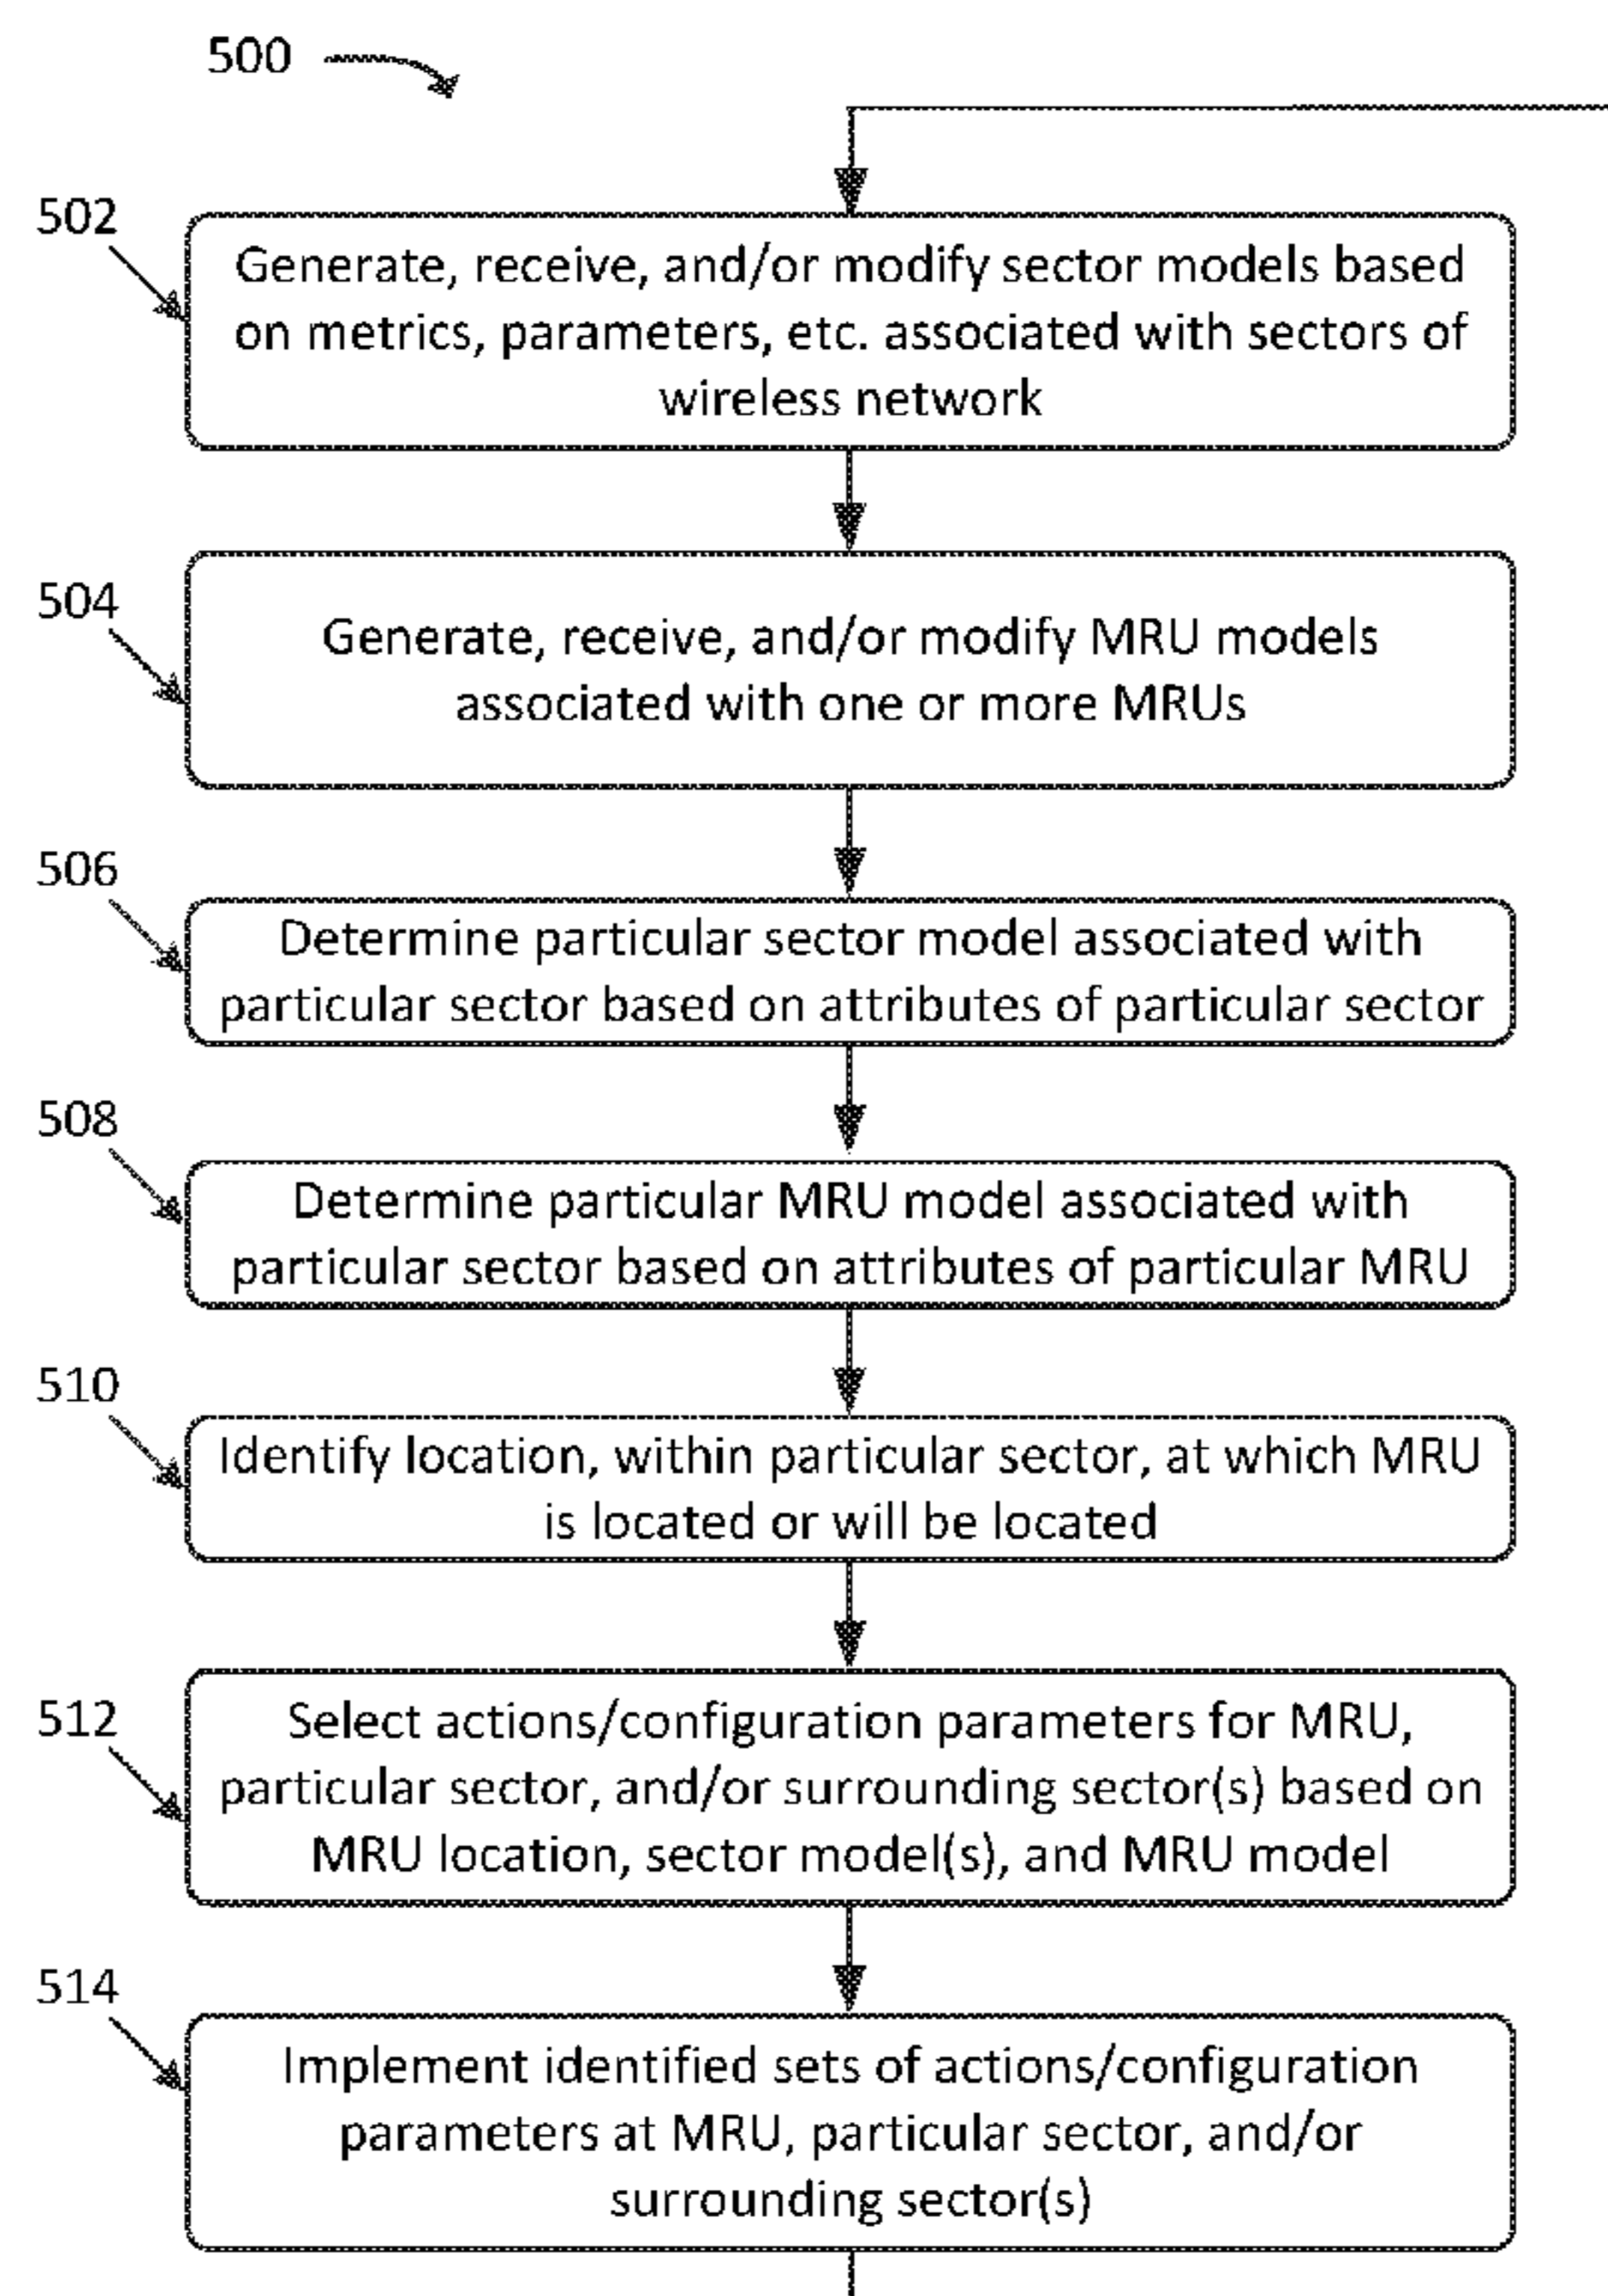 500
502
Generate, receive, and/or modify sector models based
on metrics, parameters, etc. associated with sectors of
wireless network
504
Generate, receive, and/or modify MRU models
associated with one or more MRUs
506
Determine particular sector model associated with
particular sector based on attributes of particular sector
508
Determine particular MRU model associated with
particular sector based on attributes of particular MRU
510
Identify location, within particular sector, at which MRU
is located or will be located
512
Select actions/configuration parameters for MRU,
particular sector, and/or surrounding sector(s) based on
MRU location, sector model(s), and MRU model
514
Implement identified sets of actions/configuration
parameters at MRU, particular sector, and/or
surrounding sector(s)